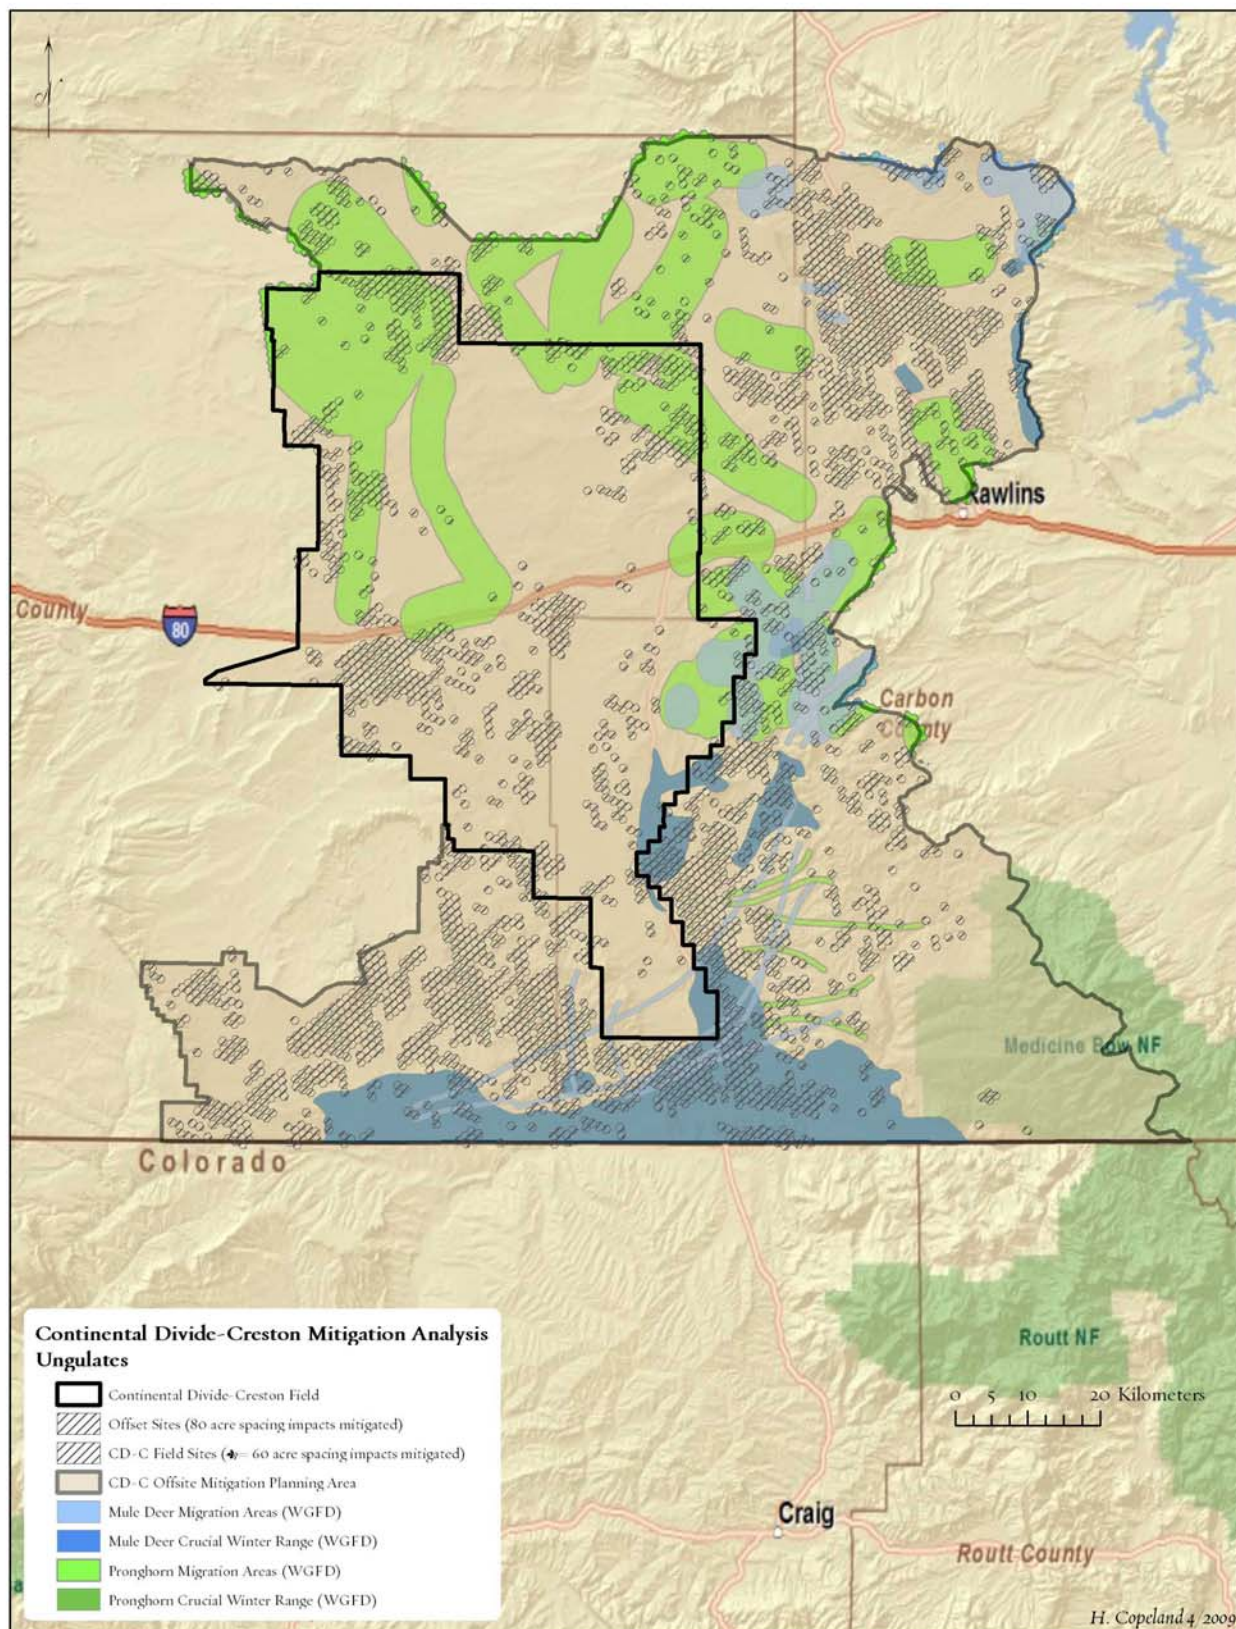 Rawlins
County
80
Carbon
County
Medicine Bow NF
Colorado
Continental Divide-Creston Mitigation Analysis
Ungulates
Continental Divide-Creston Field
Offset Sites (80 acre spacing impacts mitigated)
CD-C Field Sites (= 60 acre spacing impacts mitigated)
CD-C Offsite Mitigation Planning Area
Mule Deer Migration Areas (WGFD)
Mule Deer Crucial Winter Range (WGFD)
Pronghorn Migration Areas (WGFD)
Pronghorn Crucial Winter Range (WGFD)
Routt NF
0 5 10 20 Kilometers
Craig
Routt County
H. Copeland 4/2009